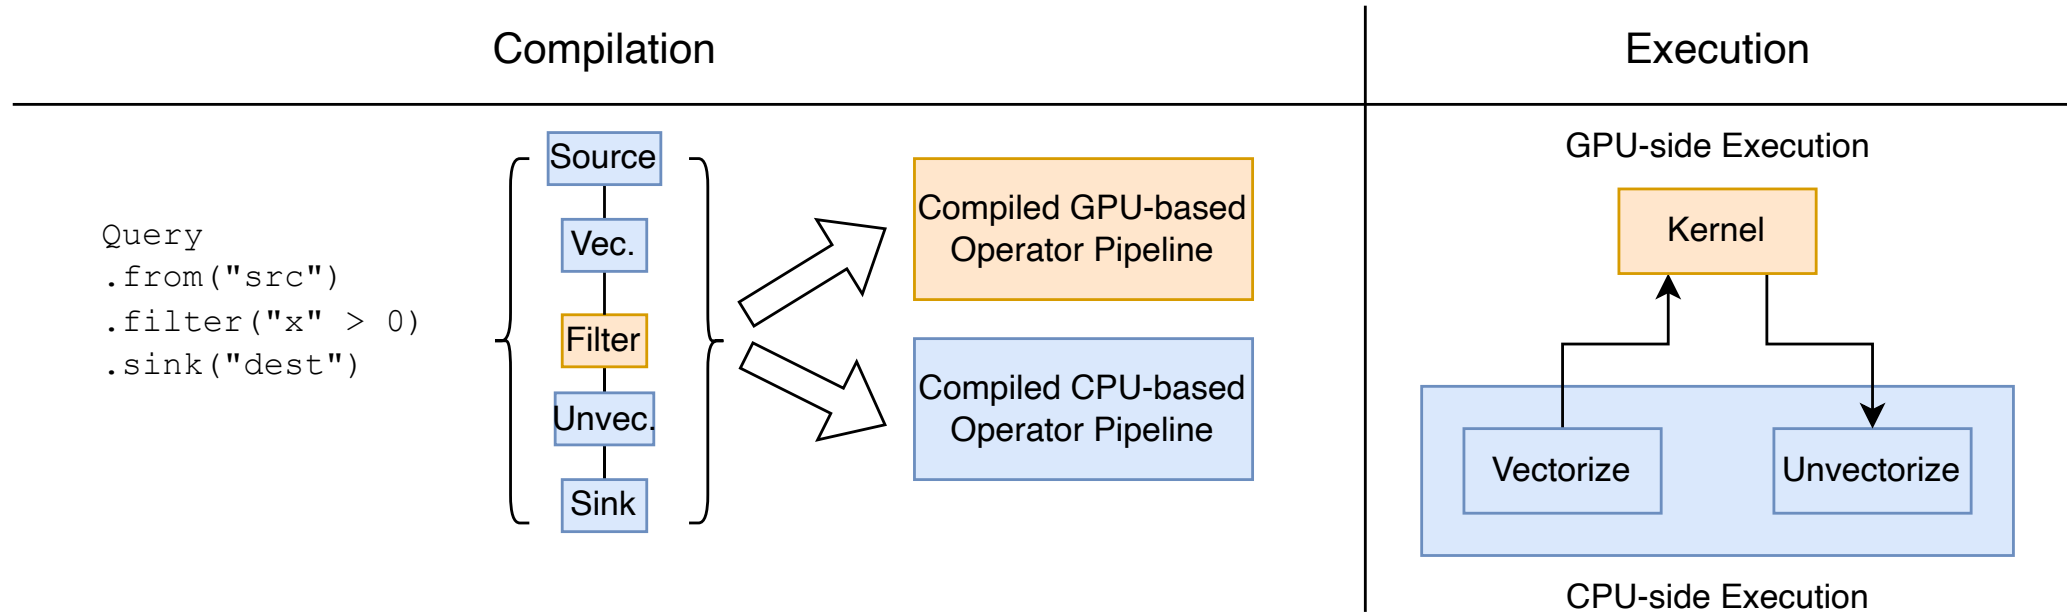 Compilation
Execution
Query
.from("src")
.filter("x" > 0)
.sink("dest")
Source
Vec.
Filter
Unvec.
Sink
Compiled GPU-based
Operator Pipeline
Compiled CPU-based
Operator Pipeline
GPU-side Execution
Kernel
Vectorize
Unvectorize
CPU-side Execution